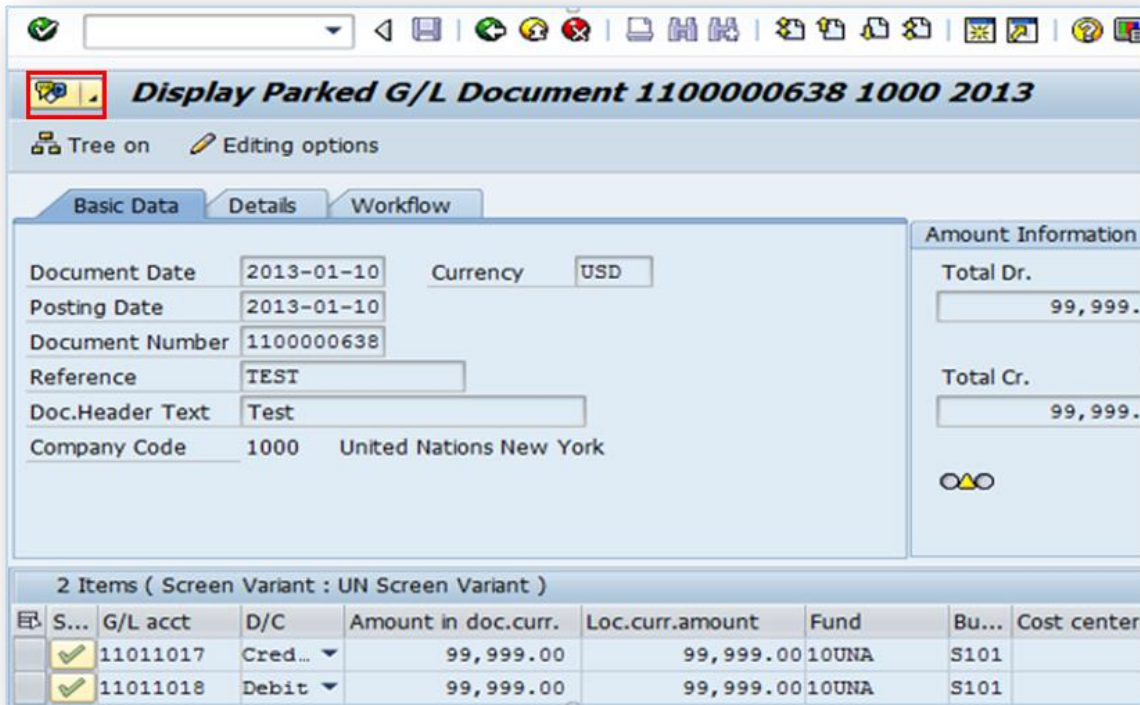 Display Parked G/L Document 1100000638 1000 2013
Tree on Editing options
Basic Data Details Workflow
Amount Information
Document Date 2013-01-10 Currency USD Total Dr.
Posting Date 2013-01-10 99,999.
Document Number 1100000638
Reference TEST Total Cr.
Doc.Header Text Test 99,999.
Company Code 1000 United Nations New York
2 Items ( Screen Variant : UN Screen Variant )
S... G/L acct D/C Amount in doc.curr. Loc.curr.amount Fund Bu... Cost center
11011017 Cred... 99,999.00 99,999.00 10UNA S101
11011018 Debit 99,999.00 99,999.00 10UNA S101